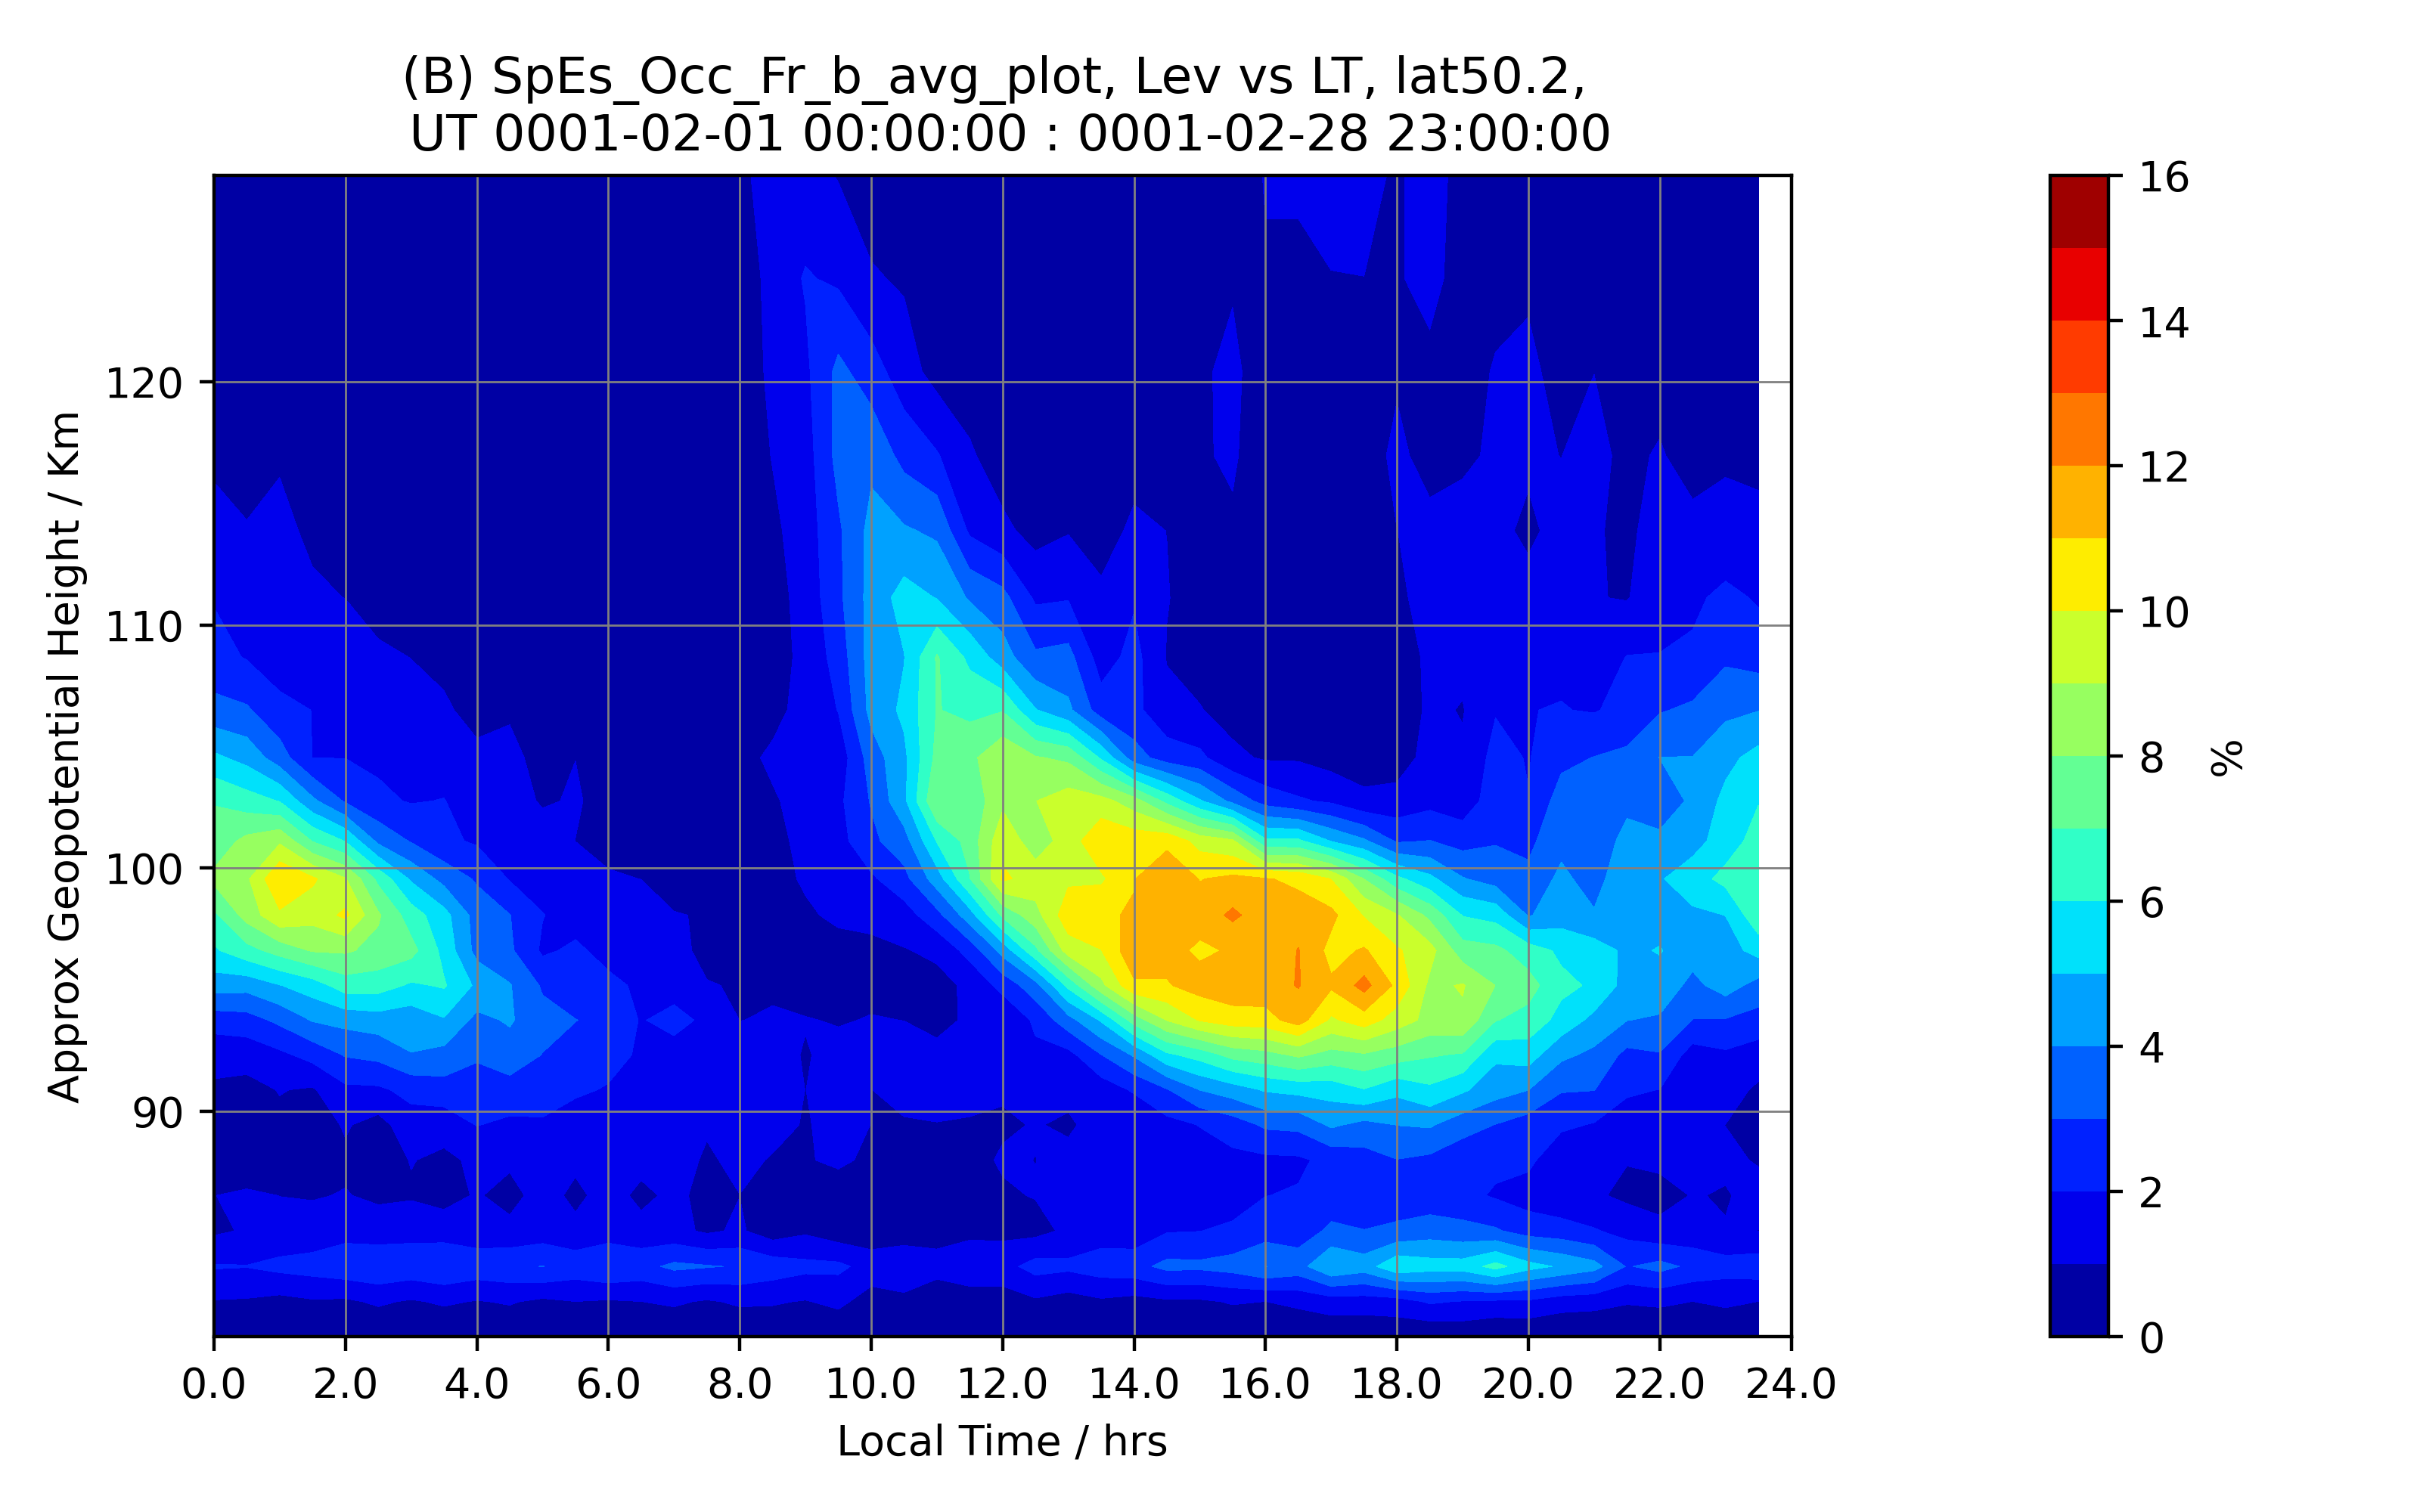 (B) SpEs_Occ_Fr_b_avg_plot, Lev vs LT, lat50.2,
UT 0001-02-01 00:00:00 : 0001-02-28 23:00:00
Approx Geopotential Height / Km
120
110
100
90
0.0 2.0 4.0 6.0 8.0 10.0 12.0 14.0 16.0 18.0 20.0 22.0 24.0
Local Time / hrs
16
14
12
10
8
6
4
2
0
%